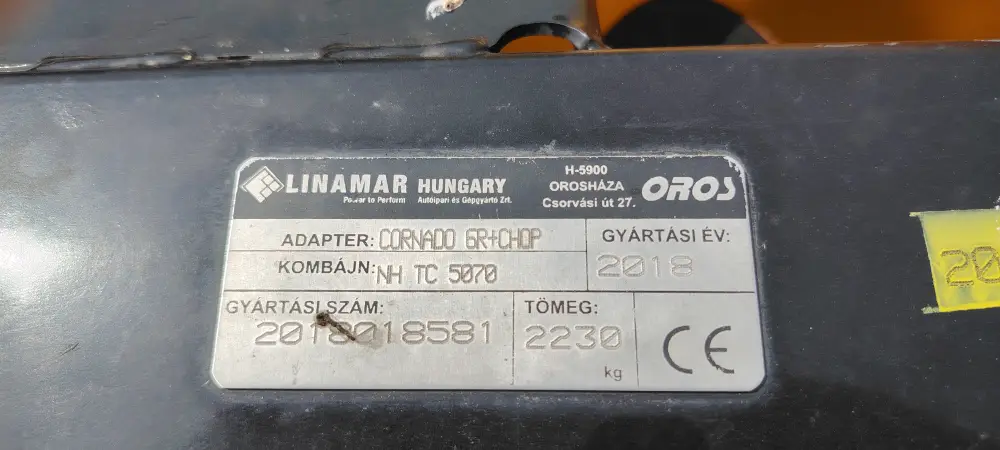 LINAMAR HUNGARY
Power to Perform Autóipari és Gépgyártó Zrt.
H-5900
OROSHÁZA
Csorvási út 27.
OROS
ADAPTER: CORNADO 6R+CHOP
KOMBÁJN: NH TC 5070
GYÁRTÁSI ÉV:
2018
GYÁRTÁSI SZÁM:
2018018581
TÖMEG:
2230
kg
CE
20